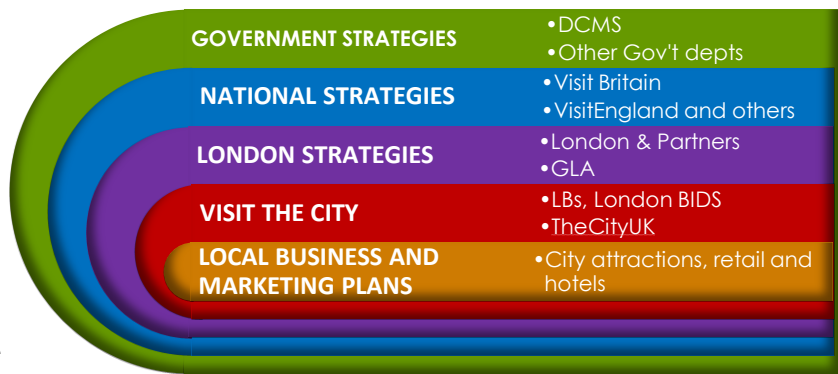 GOVERNMENT STRATEGIES
•DCMS
•Other Gov't depts
NATIONAL STRATEGIES
•Visit Britain
•VisitEngland and others
LONDON STRATEGIES
•London & Partners
•GLA
VISIT THE CITY
•LBs, London BIDS
•TheCityUK
LOCAL BUSINESS AND
MARKETING PLANS
•City attractions, retail and
hotels